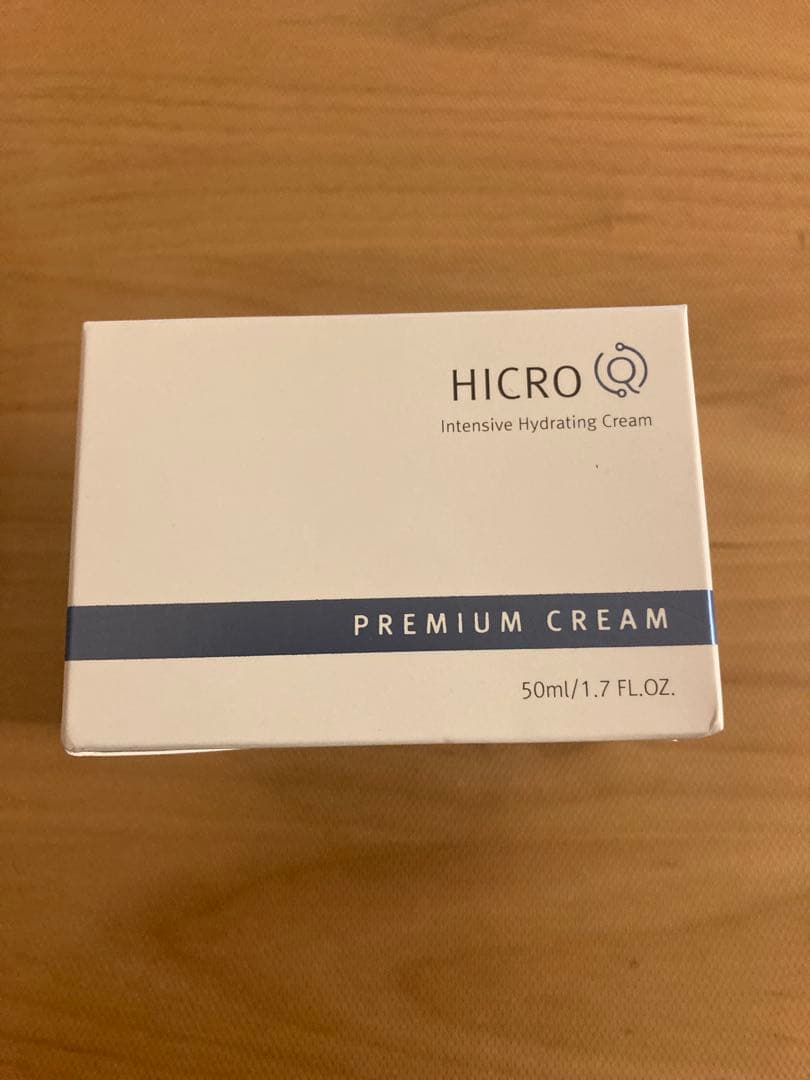 HICRO Q
Intensive Hydrating Cream
PREMIUM CREAM
50ml/1.7 FL.OZ.